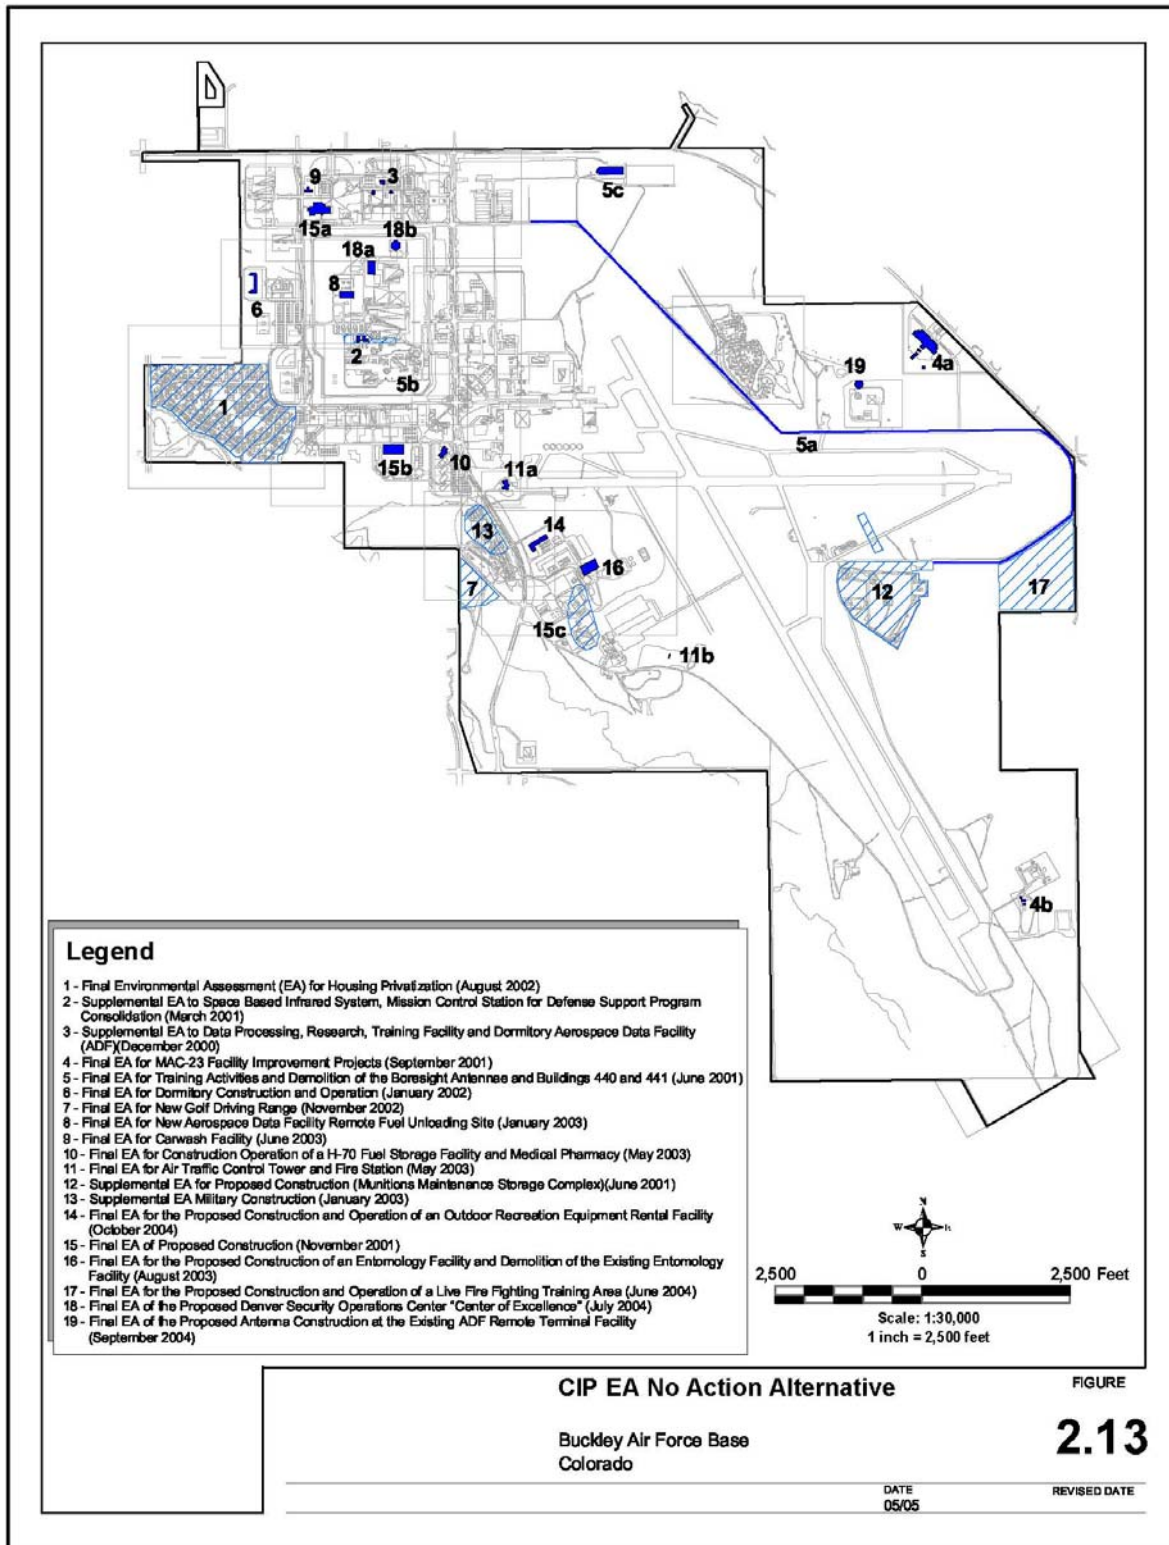 9
3
5c
15a
18b
18a
8
6
2
4a
19
5b
1
5a
15b
10
11a
13
14
16
7
12
17
15c
11b
4b
Legend
1 - Final Environmental Assessment (EA) for Housing Privatization (August 2002)
2 - Supplemental EA to Space Based Infrared System, Mission Control Station for Defense Support Program
Consolidation (March 2001)
3 - Supplemental EA to Data Processing, Research, Training Facility and Dormitory Aerospace Data Facility
(ADF)(December 2000)
4 - Final EA for MAC-23 Facility Improvement Projects (September 2001)
5 - Final EA for Training Activities and Demolition of the Boresight Antennae and Buildings 440 and 441 (June 2001)
6 - Final EA for Dormitory Construction and Operation (January 2002)
7 - Final EA for New Golf Driving Range (November 2002)
8 - Final EA for New Aerospace Data Facility Remote Fuel Unloading Site (January 2003)
9 - Final EA for Carwash Facility (June 2003)
10 - Final EA for Construction Operation of a H-70 Fuel Storage Facility and Medical Pharmacy (May 2003)
11 - Final EA for Air Traffic Control Tower and Fire Station (May 2003)
12 - Supplemental EA for Proposed Construction (Munitions Maintenance Storage Complex)(June 2001)
13 - Supplemental EA Military Construction (January 2003)
14 - Final EA for the Proposed Construction and Operation of an Outdoor Recreation Equipment Rental Facility
(October 2004)
15 - Final EA of Proposed Construction (November 2001)
16 - Final EA for the Proposed Construction of an Entomology Facility and Demolition of the Existing Entomology
Facility (August 2003)
17 - Final EA for the Proposed Construction and Operation of a Live Fire Fighting Training Area (June 2004)
18 - Final EA of the Proposed Denver Security Operations Center "Center of Excellence" (July 2004)
19 - Final EA of the Proposed Antenna Construction at the Existing ADF Remote Terminal Facility
(September 2004)
N
W E
S
2,500 0 2,500 Feet
Scale: 1:30,000
1 inch = 2,500 feet
CIP EA No Action Alternative
FIGURE
2.13
Buckley Air Force Base
Colorado
DATE
05/05
REVISED DATE